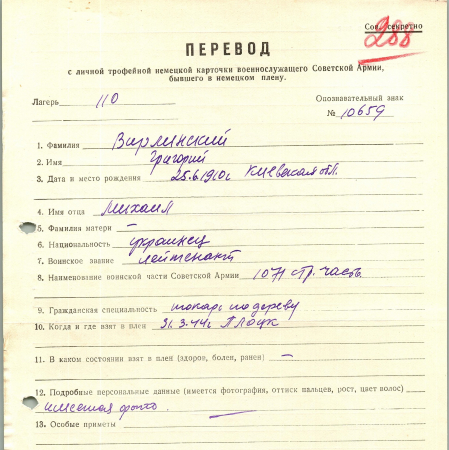 Сов. секретно
288
ПЕРЕВОД
с личной трофейной немецкой карточки военнослужащего Советской Армии,
бывшего в немецком плену.
Лагерь 110
Опознавательный знак
№ 10659
1. Фамилия Вирлинский
2. Имя Григорий
3. Дата и место рождения 25.6.1910г Киевская обл.
4. Имя отца Михаил
5. Фамилия матери —
6. Национальность украинец
7. Воинское звание лейтенант
8. Наименование воинской части Советской Армии 1071 стр. часть
9. Гражданская специальность токарь по дереву
10. Когда и где взят в плен 31.3.44г.
11. В каком состоянии взят в плен (здоров, болен, ранен) —
12. Подробные персональные данные (имеется фотография, оттиск пальцев, рост, цвет волос)
фото.
13. Особые приметы —